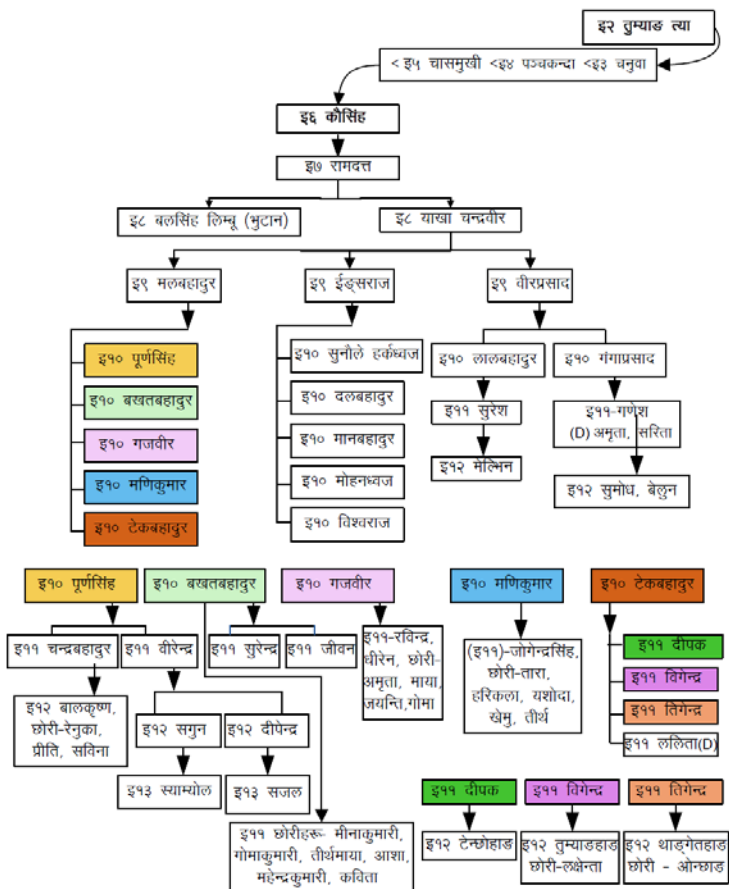 इ२ तुम्याङ त्या
< इ५ चासमुखी <इ४ पञ्चकन्दा <इ३ चनुवा
इ६ कौसिंह
इ७ रामदत्त
इ८ बलसिंह लिम्बू (भुटान)
इ८ याखा चन्द्रवीर
इ९ मलबहादुर
इ९ ईङ्सराज
इ९ वीरप्रसाद
इ१० पूर्णसिंह
इ१० बखतबहादुर
इ१० गजवीर
इ१० मणिकुमार
इ१० टेकबहादुर
इ१० सुनौले हर्कध्वज
इ१० दलबहादुर
इ१० मानबहादुर
इ१० मोहनध्वज
इ१० विश्वराज
इ१० लालबहादुर
इ११ सुरेश
इ१२ मेल्भिन
इ१० गंगाप्रसाद
इ११-गणेश
(D) अमृता, सरिता
इ१२ सुमोध, बेलुन
इ१० पूर्णसिंह
इ१० बखतबहादुर
इ१० गजवीर
इ१० मणिकुमार
इ१० टेकबहादुर
इ११ चन्द्रबहादुर
इ११ वीरेन्द्र
इ११ सुरेन्द्र
इ११ जीवन
इ११-रविन्द्र,
धीरेन, छोरी-
अमृता, माया,
जयन्ति,गोमा
(इ११)-जोगेन्द्रसिंह,
छोरी-तारा,
हरिकला, यशोदा,
खेमु, तीर्थ
इ११ दीपक
इ११ विगेन्द्र
इ११ तिगेन्द्र
इ११ ललिता(D)
इ१२ बालकृष्ण,
छोरी-रेनुका,
प्रीति, सविना
इ१२ सगुन
इ१२ दीपेन्द्र
इ१३ स्याम्योल
इ१३ सजल
इ११ छोरीहरू- मीनाकुमारी,
गोमाकुमारी, तीर्थमाया, आशा,
महेन्द्रकुमारी, कविता
इ११ दीपक
इ११ विगेन्द्र
इ११ तिगेन्द्र
इ१२ टेन्छोहाङ
इ१२ तुम्याङहाङ
छोरी-लक्षेन्ता
इ१२ थाङ्गेतहाङ
छोरी - ओन्छाङ